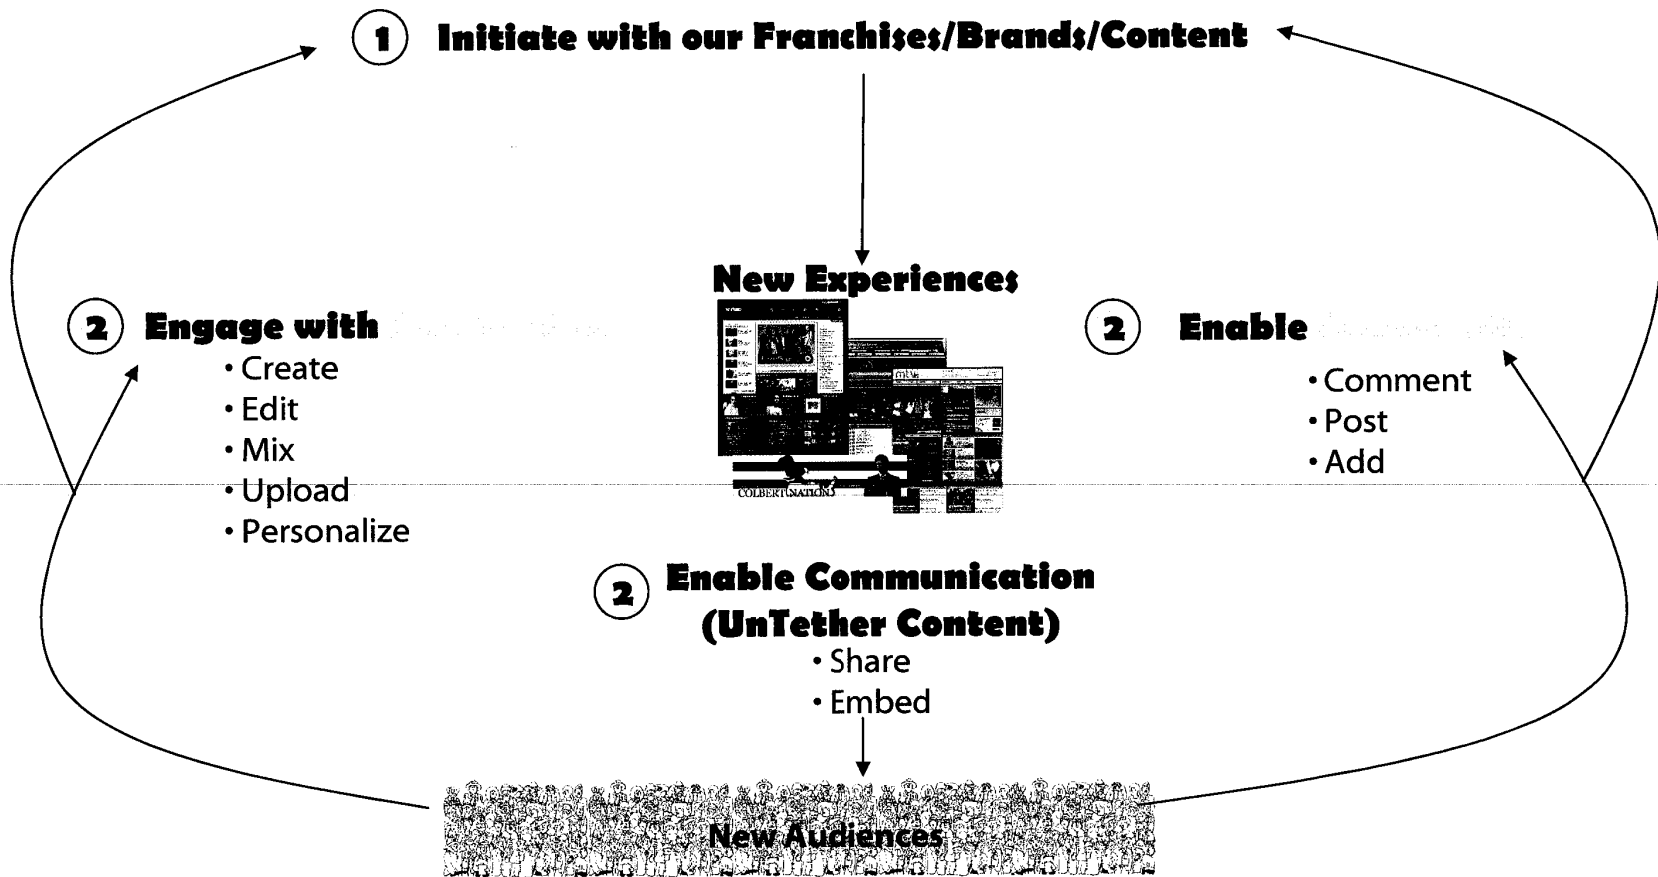 1 Initiate with our Franchises/Brands/Content
New Experiences
2 Engage with
• Create
• Edit
• Mix
• Upload
• Personalize
mtv
COLBERT NATION
2 Enable
• Comment
• Post
• Add
2 Enable Communication
(UnTether Content)
• Share
• Embed
New Audiences